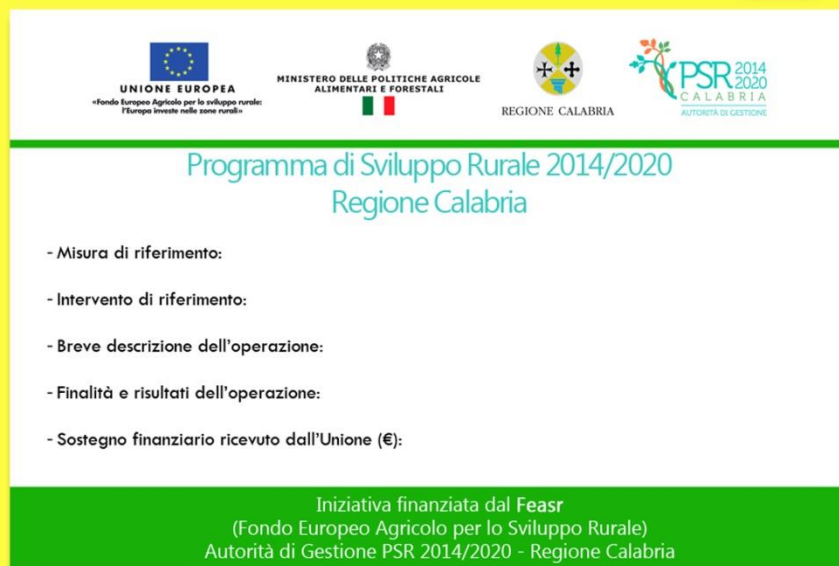 UNIONE EUROPEA
«Fondo Europeo Agricolo per lo sviluppo rurale:
l'Europa investe nelle zone rurali»
MINISTERO DELLE POLITICHE AGRICOLE
ALIMENTARI E FORESTALI
REGIONE CALABRIA
PSR 2014
2020
CALABRIA
AUTORITÀ DI GESTIONE
Programma di Sviluppo Rurale 2014/2020
Regione Calabria
- Misura di riferimento:
- Intervento di riferimento:
- Breve descrizione dell'operazione:
- Finalità e risultati dell'operazione:
- Sostegno finanziario ricevuto dall'Unione (€):
Iniziativa finanziata dal Feasr
(Fondo Europeo Agricolo per lo Sviluppo Rurale)
Autorità di Gestione PSR 2014/2020 - Regione Calabria